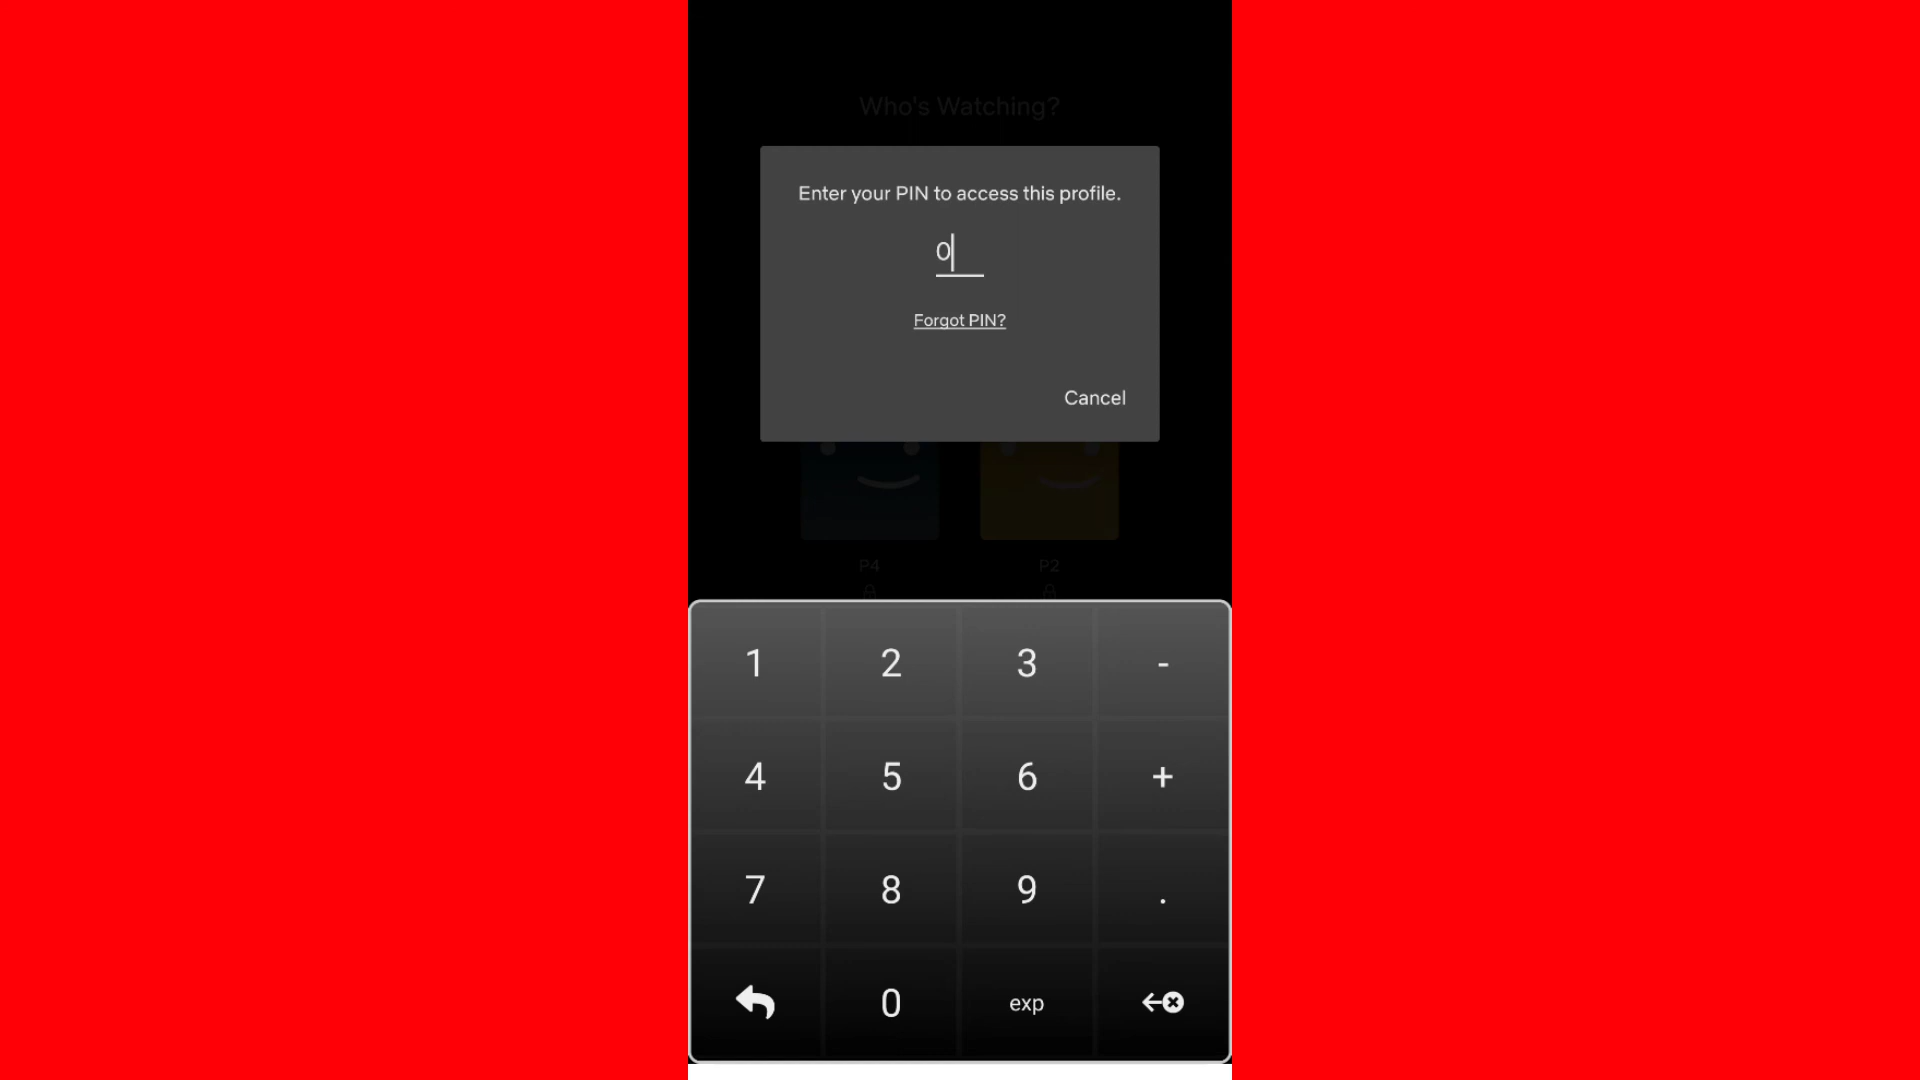 Who's Watching?
Enter your PIN to access this profile.
0
Forgot PIN?
Cancel
P4 P2
1 2 3 -
4 5 6 +
7 8 9 .
0 exp